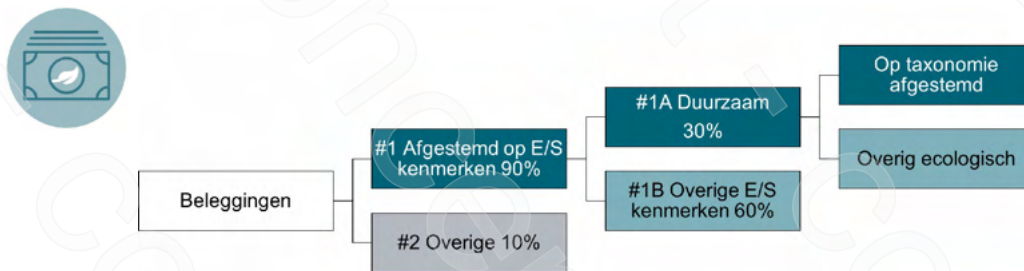 Op taxonomie
afgestemd
#1A Duurzaam
30%
#1 Afgestemd op E/S
kenmerken 90%
Overig ecologisch
Beleggingen
#1B Overige E/S
kenmerken 60%
#2 Overige 10%